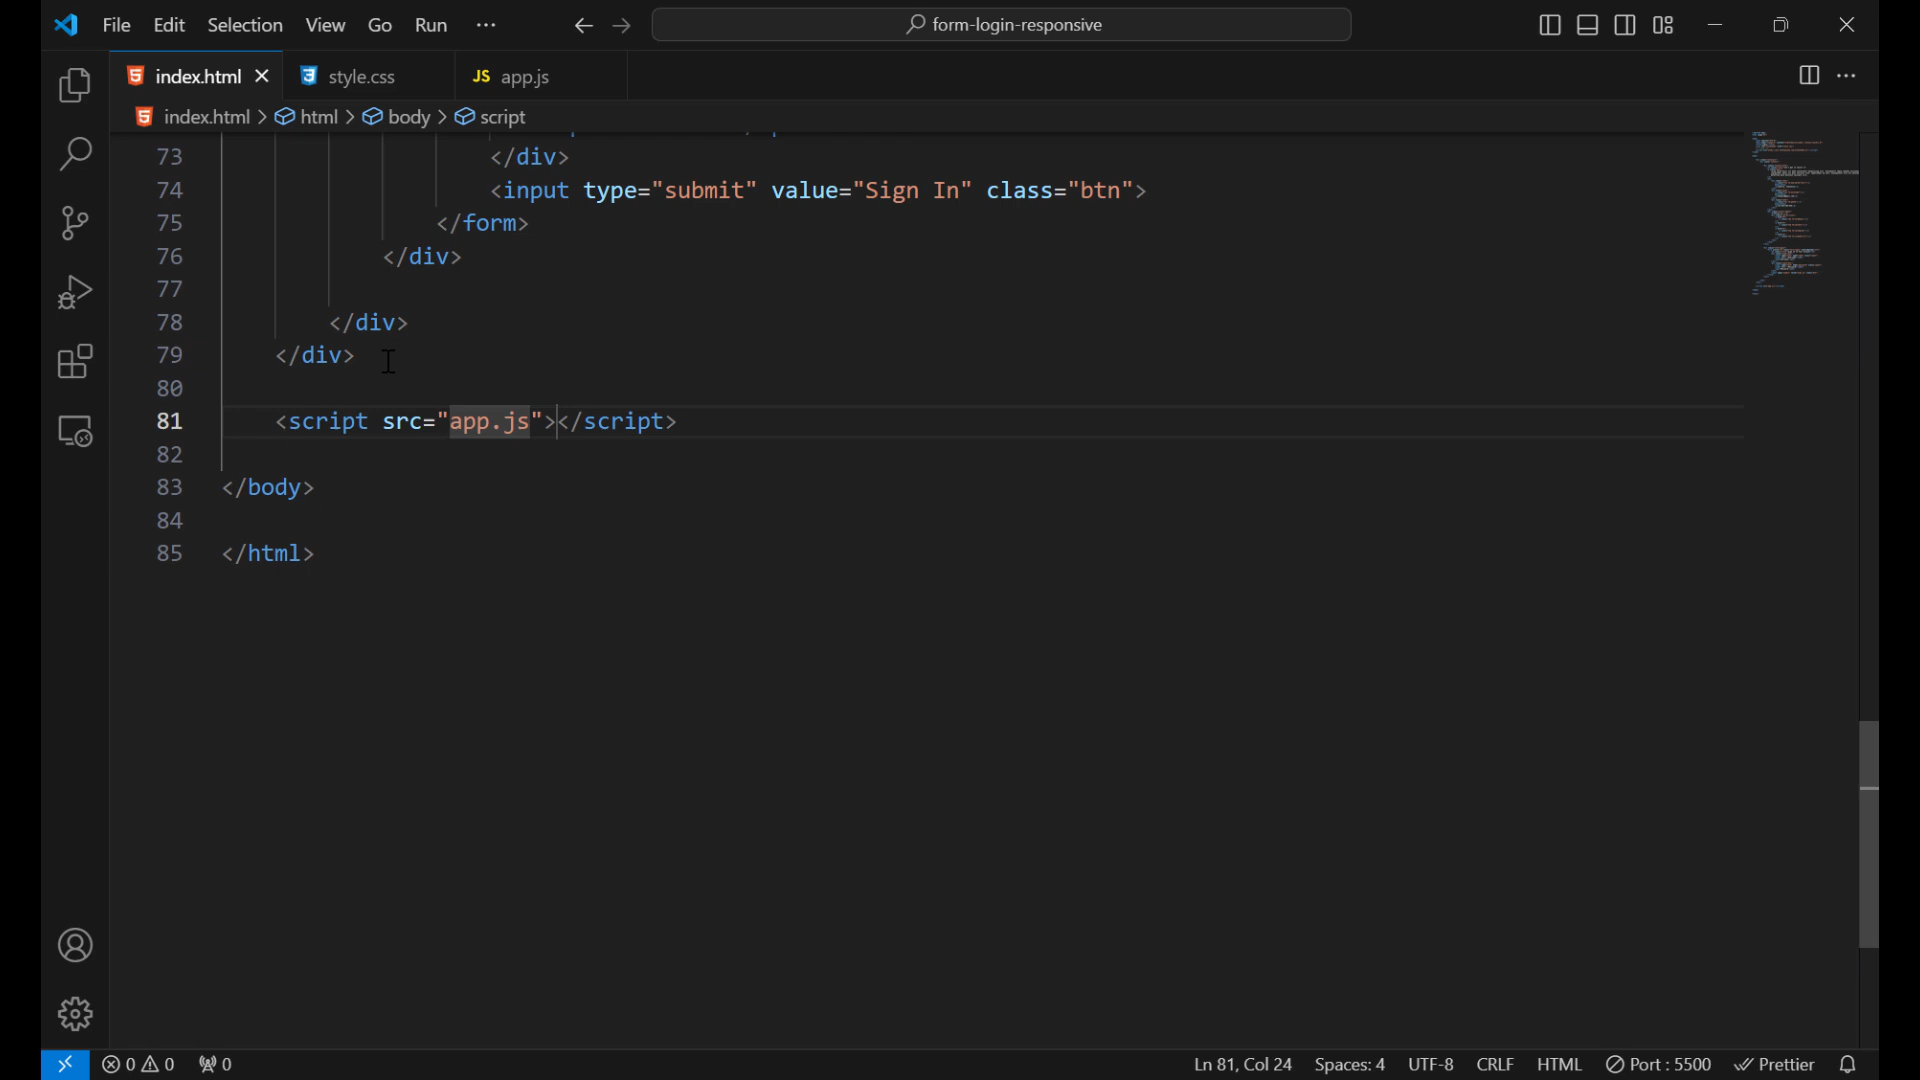 File Edit Selection View Go Run ··· form-login-responsive
index.html style.css JS app.js
index.html > html > body > script
73 </div>
74 <input type="submit" value="Sign In" class="btn">
75 </form>
76 </div>
77
78 </div>
79 </div>
80
81 <script src="app.js"></script>
82
83 </body>
84
85 </html>
0 0 0 Ln 81, Col 24 Spaces: 4 UTF-8 CRLF HTML Port : 5500 Prettier